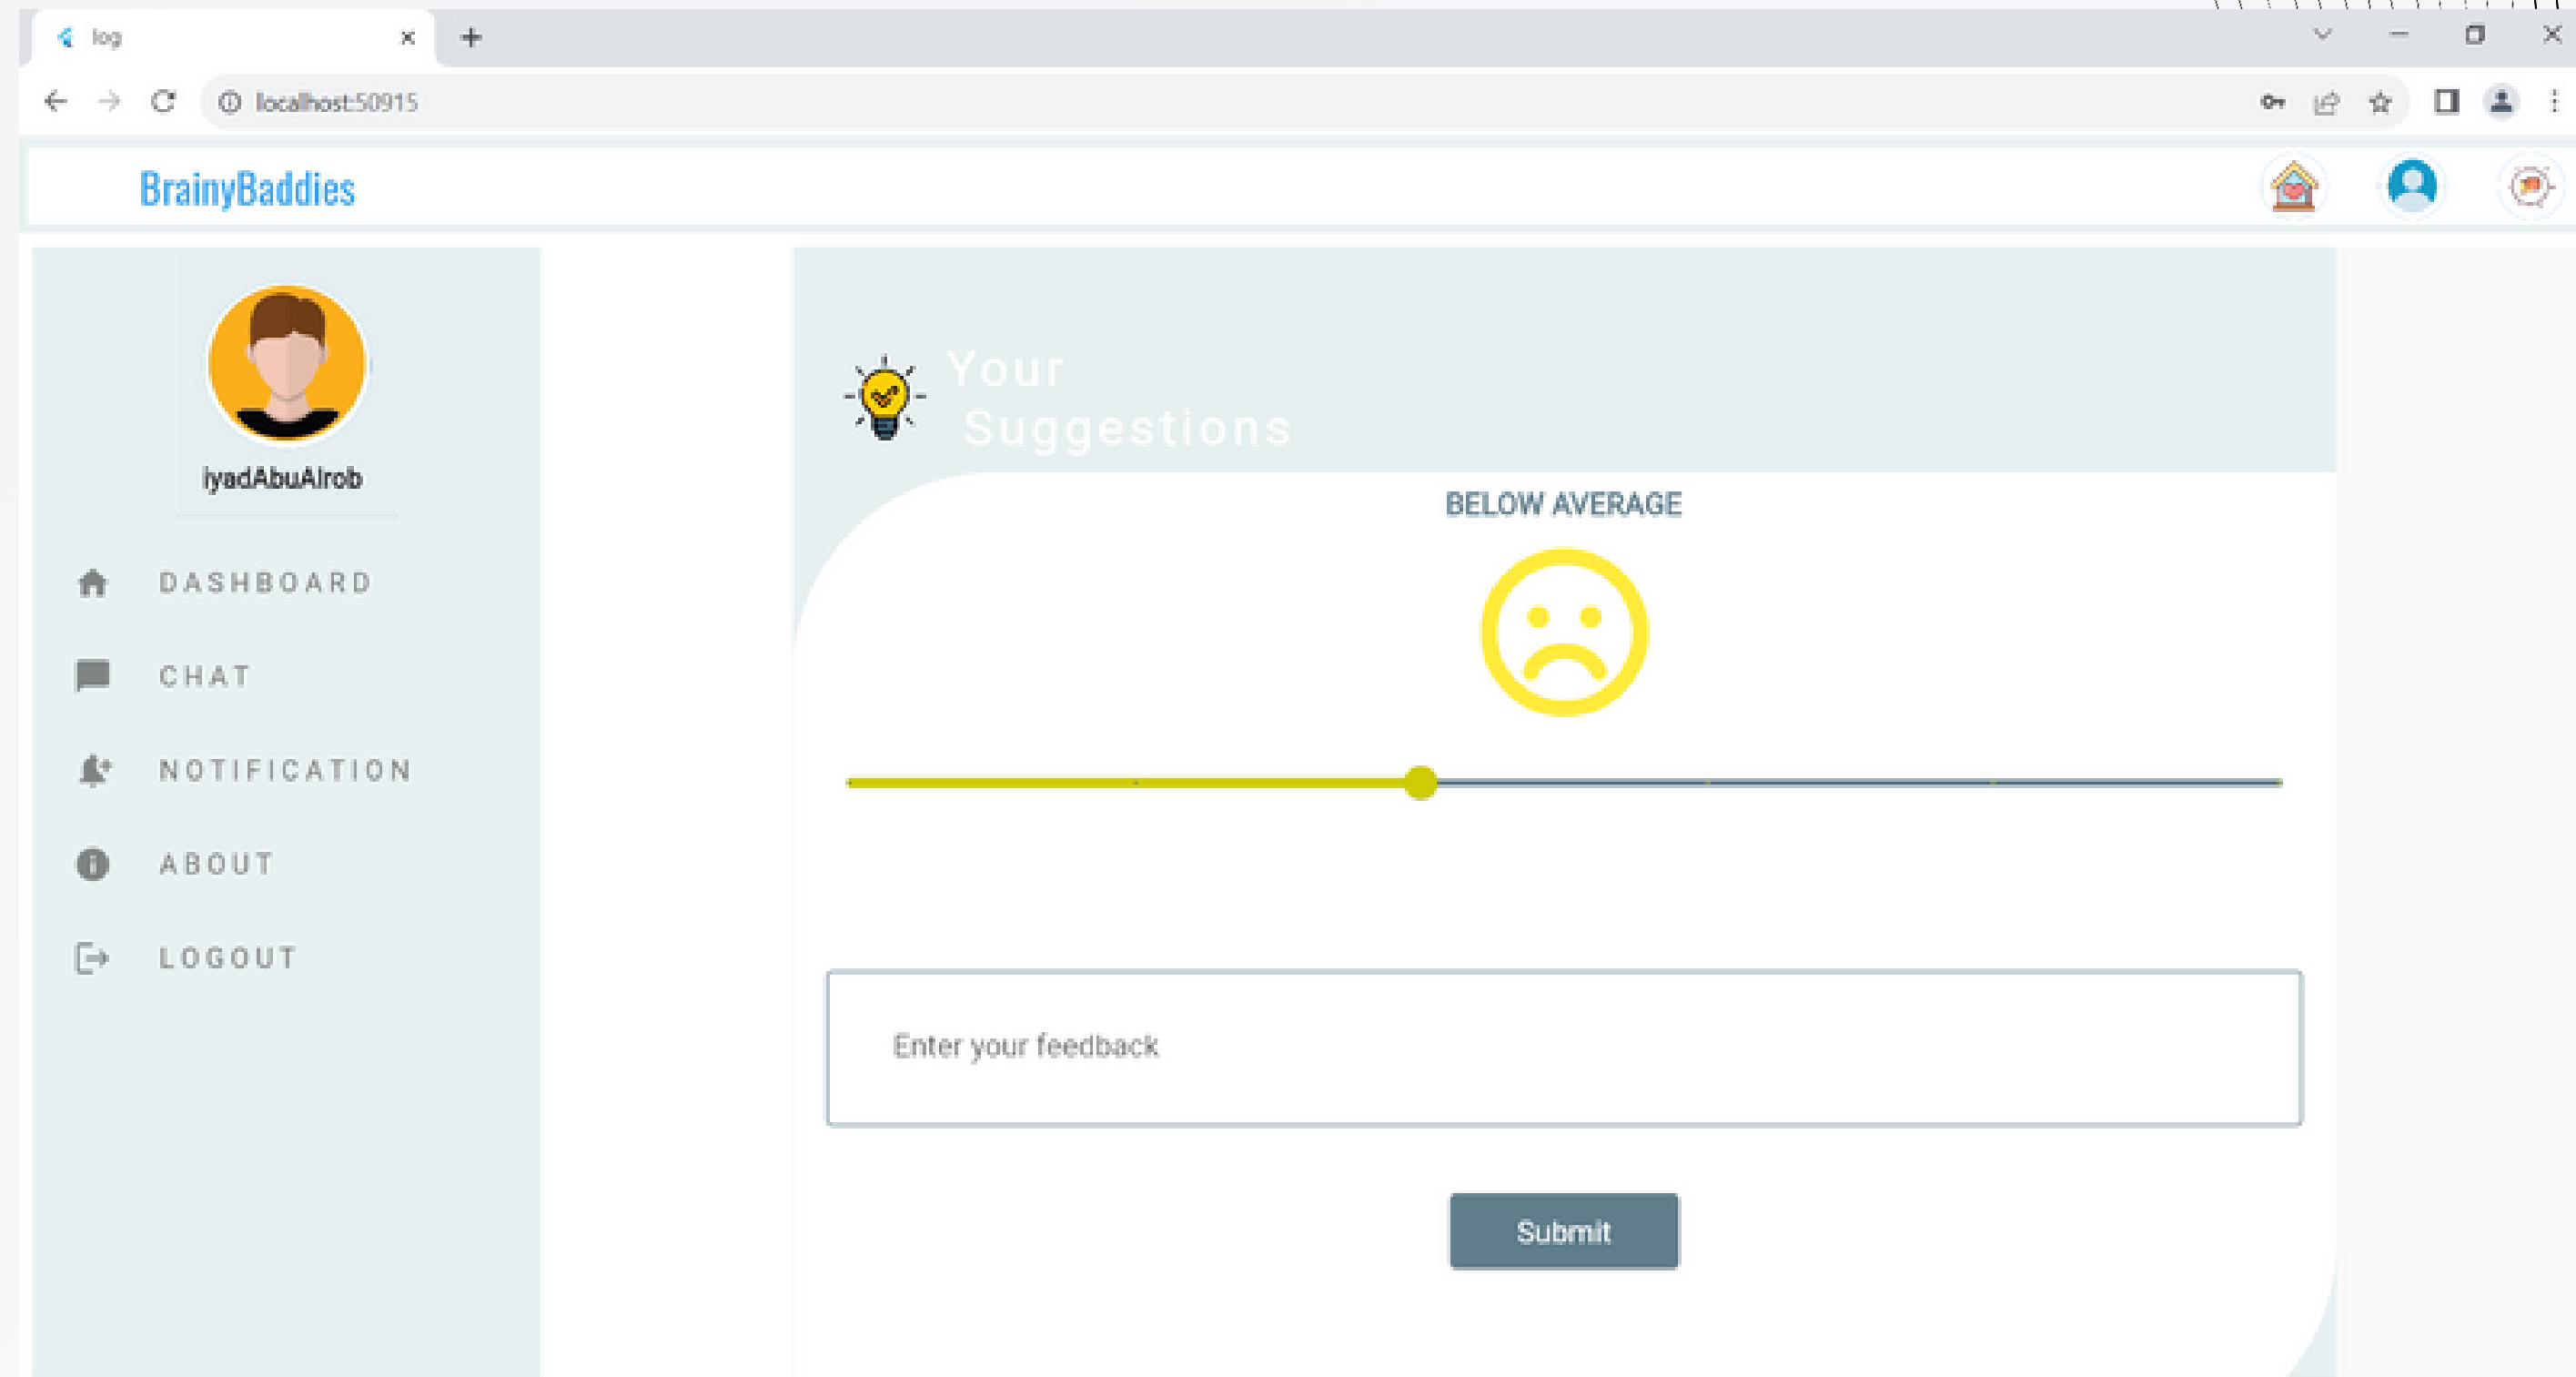 log
localhost:50915
BrainyBaddies
iyadAbuAlrob
DASHBOARD
CHAT
NOTIFICATION
ABOUT
LOGOUT
Your
Suggestions
BELOW AVERAGE
Enter your feedback
Submit